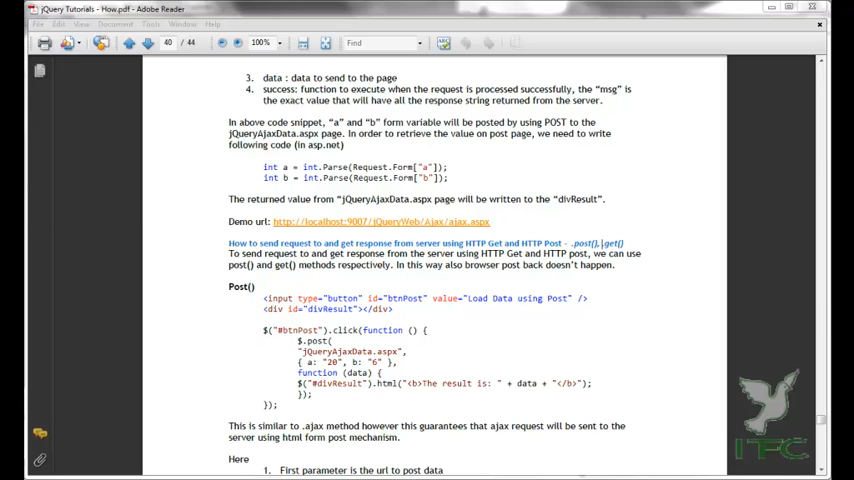 jQuery Tutorials - How.pdf - Adobe Reader
File Edit View Document Tools Window Help
40 / 44 100% Find
3. data : data to send to the page
4. success: function to execute when the request is processed successfully, the “msg” is
the exact value that will have all the response string returned from the server.
In above code snippet, “a” and “b” form variable will be posted by using POST to the
jQueryAjaxData.aspx page. In order to retrieve the value on post page, we need to write
following code (in asp.net)
int a = int.Parse(Request.Form["a"]);
int b = int.Parse(Request.Form["b"]);
The returned value from “jQueryAjaxData.aspx page will be written to the “divResult”.
Demo url: http://localhost:9007/jQueryWeb/Ajax/ajax.aspx
How to send request to and get response from server using HTTP Get and HTTP Post - .post(), .get()
To send request to and get response from the server using HTTP Get and HTTP post, we can use
post() and get() methods respectively. In this way also browser post back doesn’t happen.
Post()
<input type="button" id="btnPost" value="Load Data using Post" />
<div id="divResult"></div>
$("#btnPost").click(function () {
$.post(
"jQueryAjaxData.aspx",
{ a: "20", b: "6" },
function (data) {
$("#divResult").html("<b>The result is: " + data + "</b>");
});
});
This is similar to .ajax method however this guarantees that ajax request will be sent to the
server using html form post mechanism.
Here
1. First parameter is the url to post data
ITFC